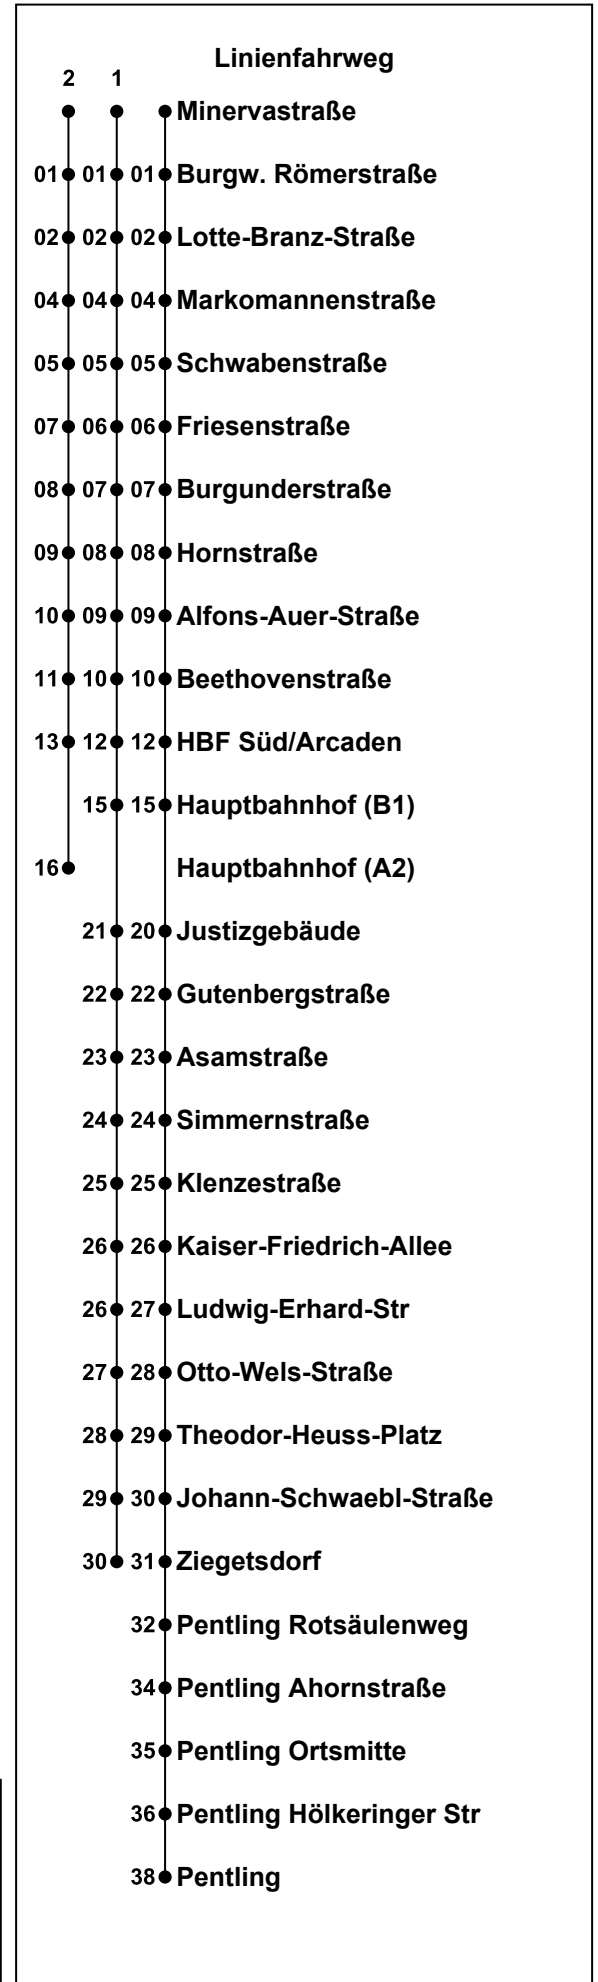 Linienfahrweg
2 1
Minervastraße
01 01 01 Burgw. Römerstraße
02 02 02 Lotte-Branz-Straße
04 04 04 Markomannenstraße
05 05 05 Schwabenstraße
07 06 06 Friesenstraße
08 07 07 Burgunderstraße
09 08 08 Hornstraße
10 09 09 Alfons-Auer-Straße
11 10 10 Beethovenstraße
13 12 12 HBF Süd/Arcaden
15 15 Hauptbahnhof (B1)
16 Hauptbahnhof (A2)
21 20 Justizgebäude
22 22 Gutenbergstraße
23 23 Asamstraße
24 24 Simmernstraße
25 25 Klenzestraße
26 26 Kaiser-Friedrich-Allee
26 27 Ludwig-Erhard-Str
27 28 Otto-Wels-Straße
28 29 Theodor-Heuss-Platz
29 30 Johann-Schwaebl-Straße
30 31 Ziegetsdorf
32 Pentling Rotsäulenweg
34 Pentling Ahornstraße
35 Pentling Ortsmitte
36 Pentling Hölkeringer Str
38 Pentling